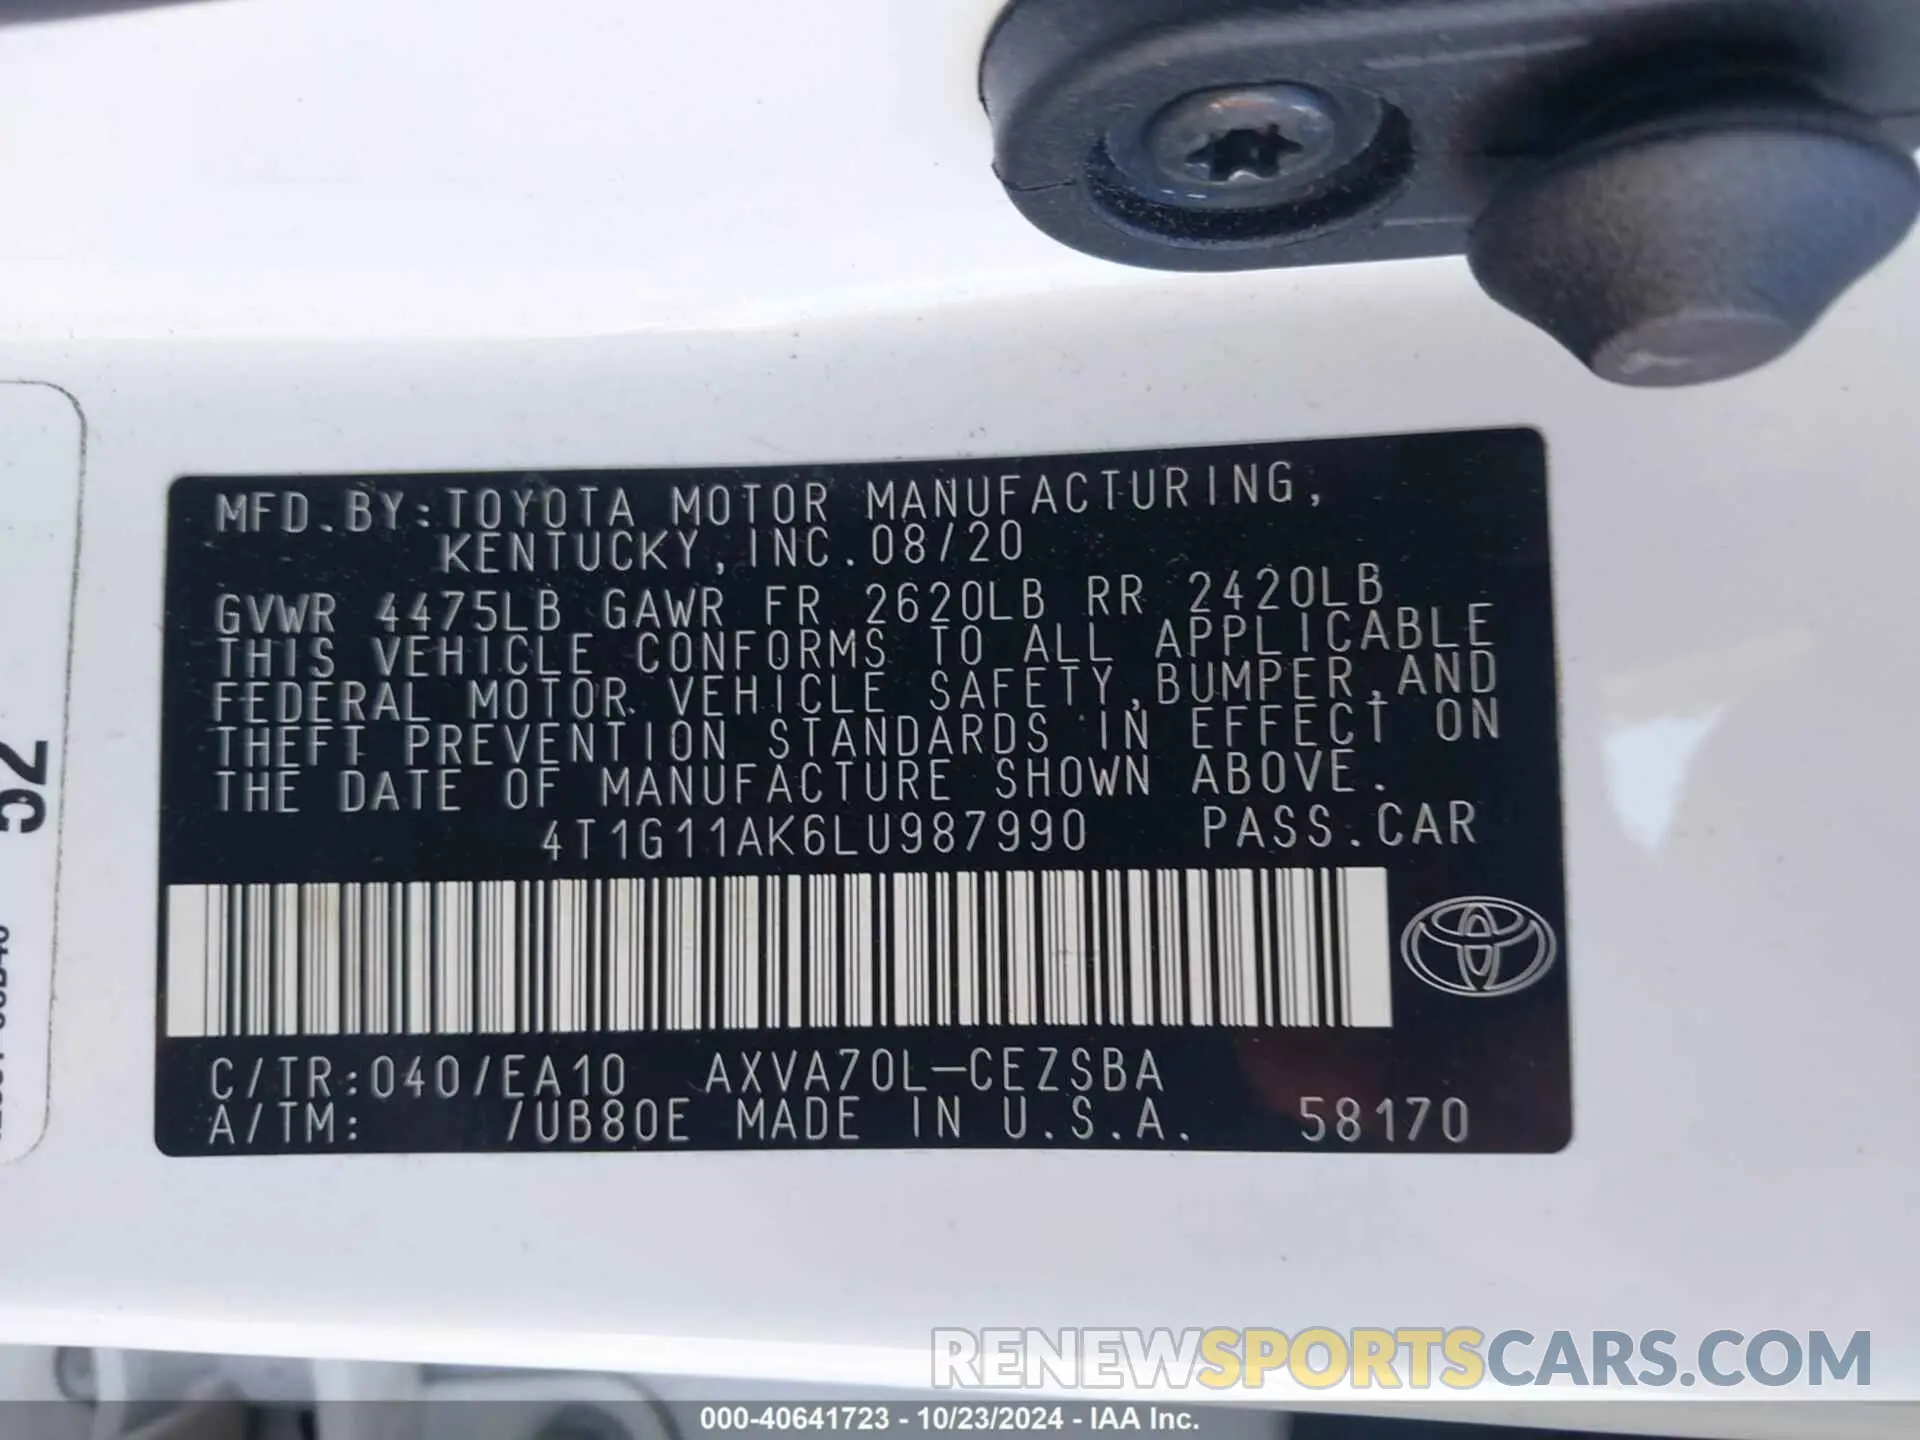 MFD.BY:TOYOTA MOTOR MANUFACTURING,
KENTUCKY,INC.08/20
GVWR 4475LB GAWR FR 2620LB RR 2420LB
THIS VEHICLE CONFORMS TO ALL APPLICABLE
FEDERAL MOTOR VEHICLE SAFETY,BUMPER,AND
THEFT PREVENTION STANDARDS IN EFFECT ON
THE DATE OF MANUFACTURE SHOWN ABOVE.
4T1G11AK6LU987990 PASS.CAR
C/TR:040/EA10 AXVA70L-CEZSBA
A/TM: /UB80E MADE IN U.S.A. 58170
52
RENEWSPORTSCARS.COM
000-40641723 - 10/23/2024 - IAA Inc.